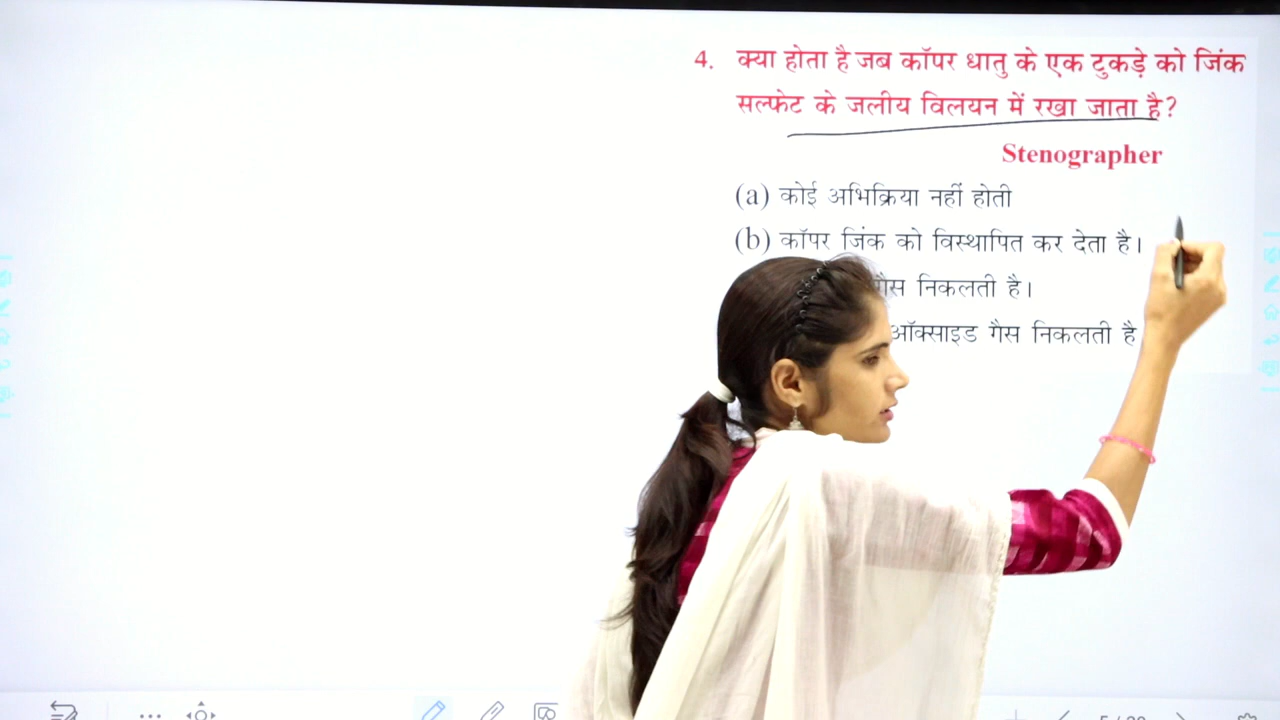 4. क्या होता है जब कॉपर धातु के एक टुकड़े को जिंक
सल्फेट के जलीय विलयन में रखा जाता है?
Stenographer
(a) कोई अभिक्रिया नहीं होती
(b) कॉपर जिंक को विस्थापित कर देता है।
गैस निकलती है।
ऑक्साइड गैस निकलती है